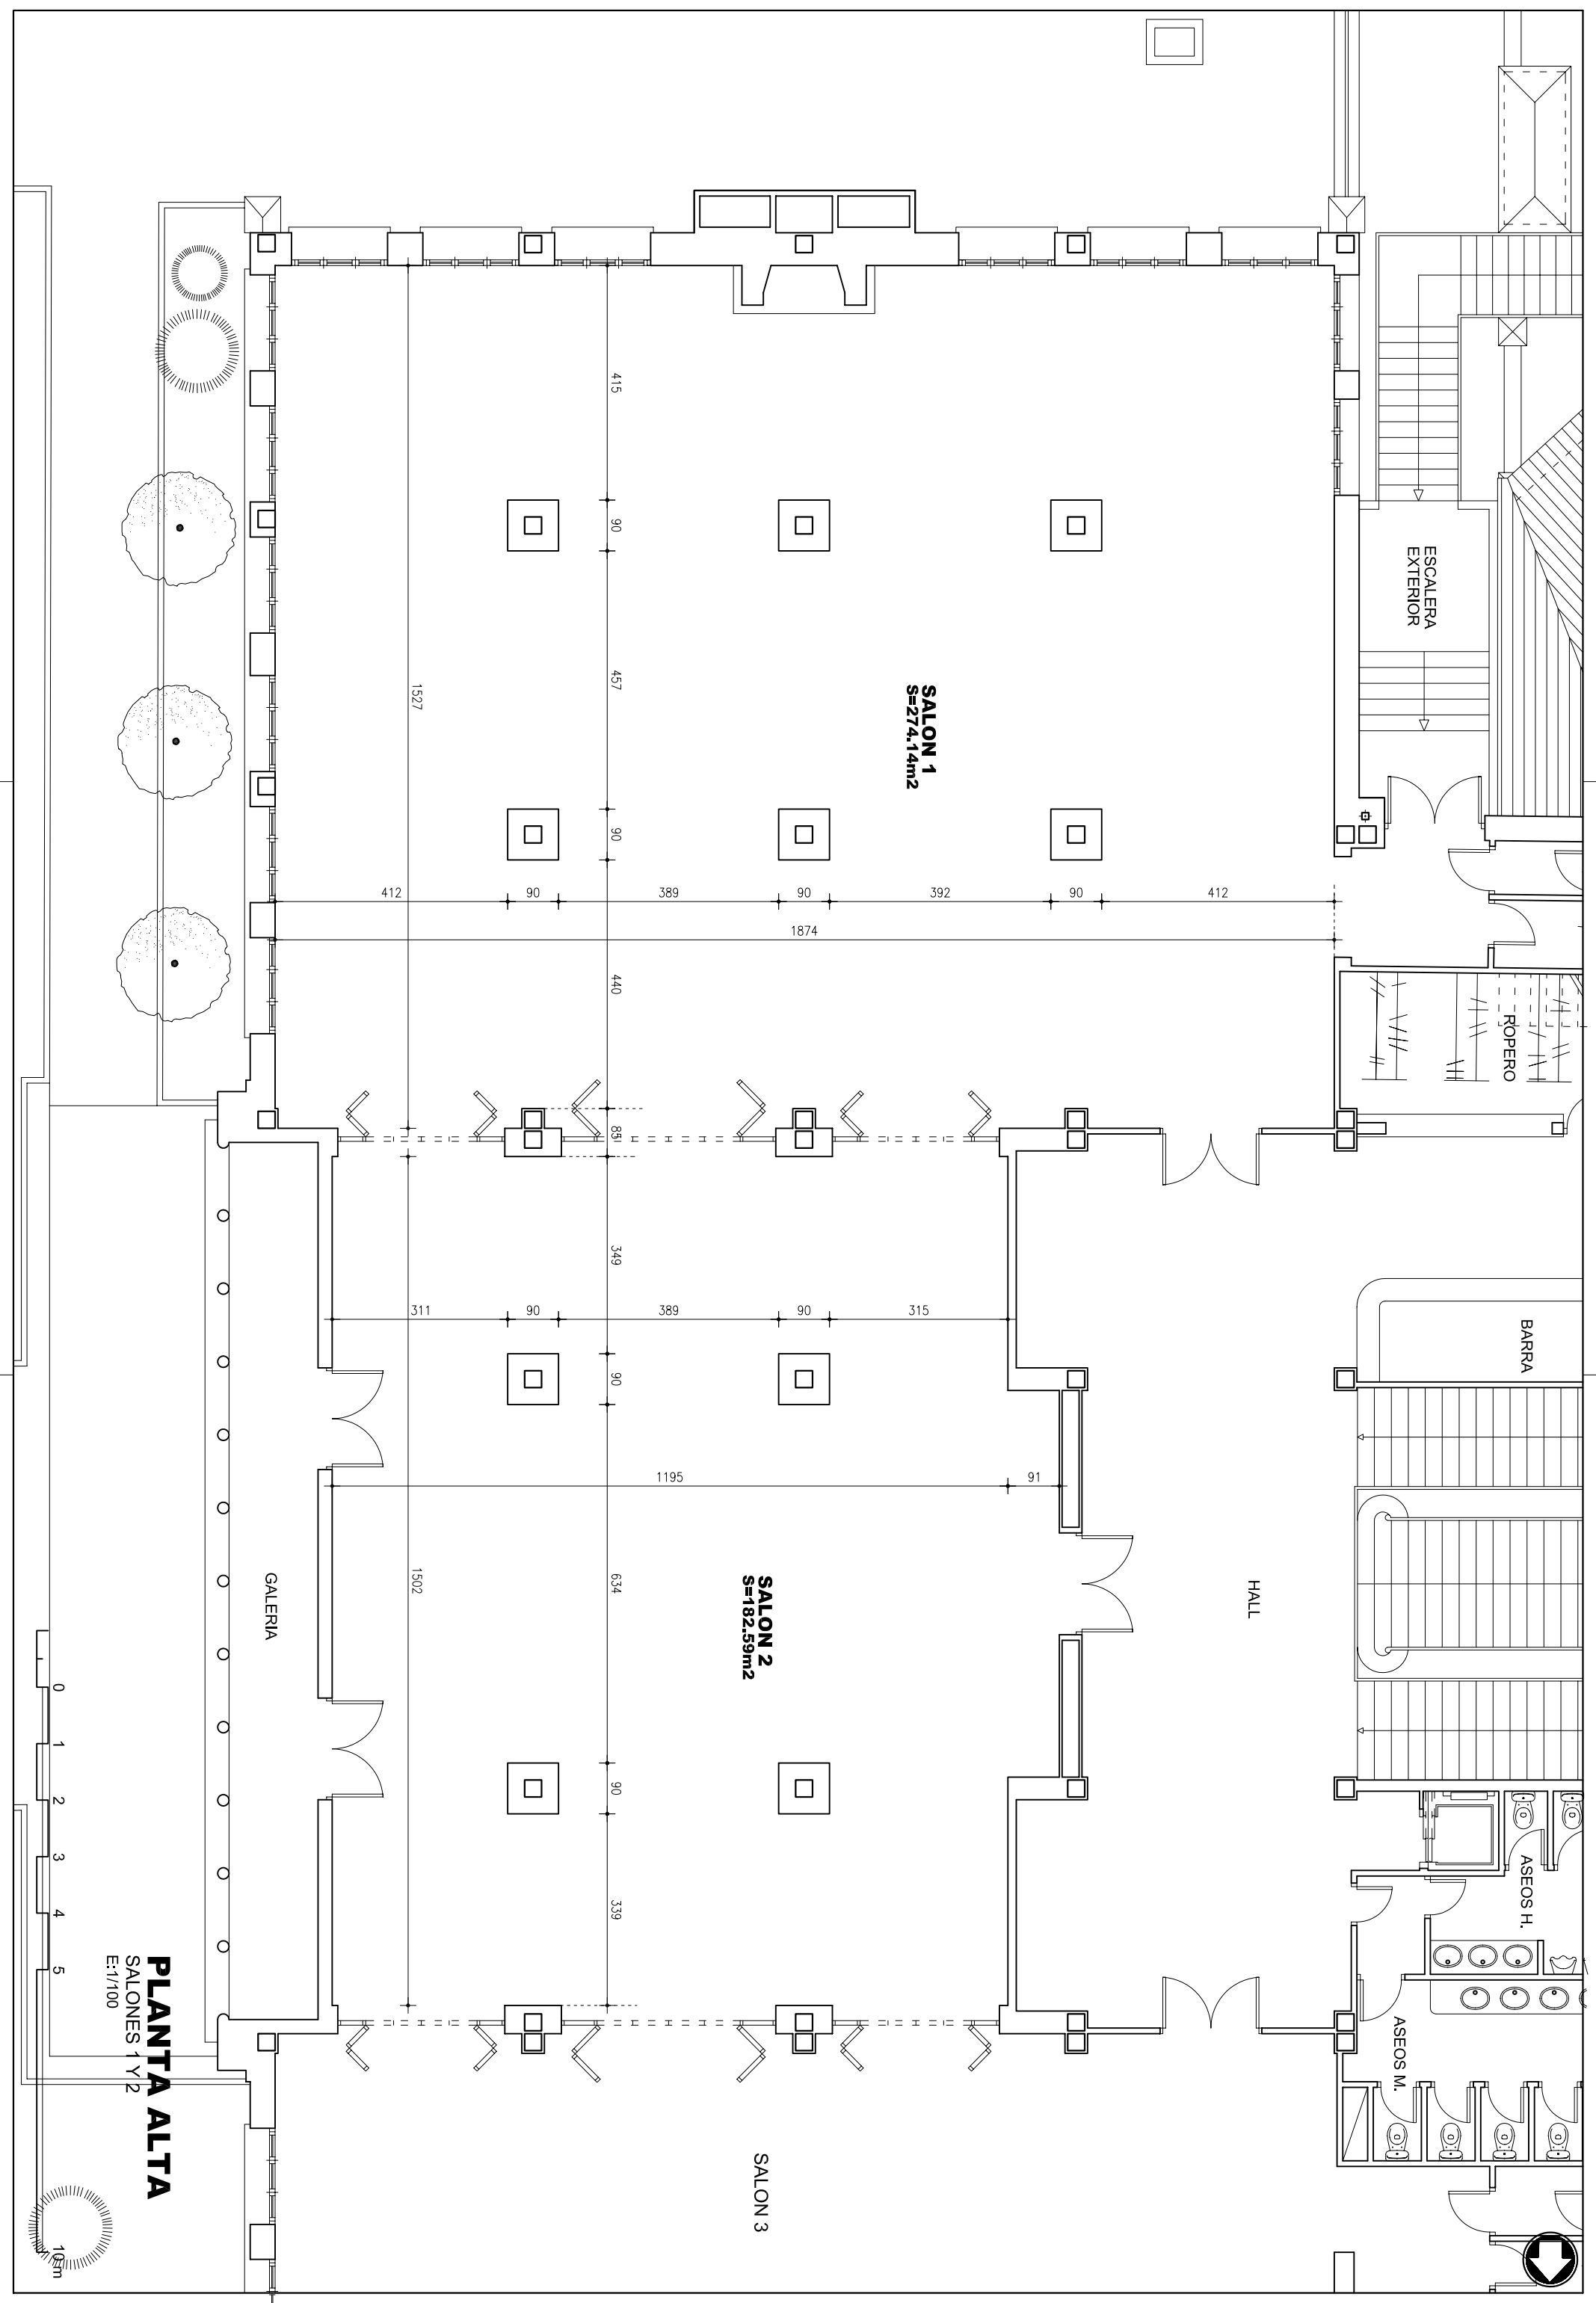 ESCALERA
EXTERIOR
SALON 1
S=274.14m2
415
90
457
90
440
85
1527
412
90
389
90
392
90
412
1874
ROPERO
BARRA
349
90
634
90
339
1502
311
90
389
90
315
1195
91
SALON 2
S=182.59m2
HALL
GALERIA
ASEOS H.
ASEOS M.
SALON 3
0 1 2 3 4 5 10 m
PLANTA ALTA
SALONES 1 Y 2
E:1/100